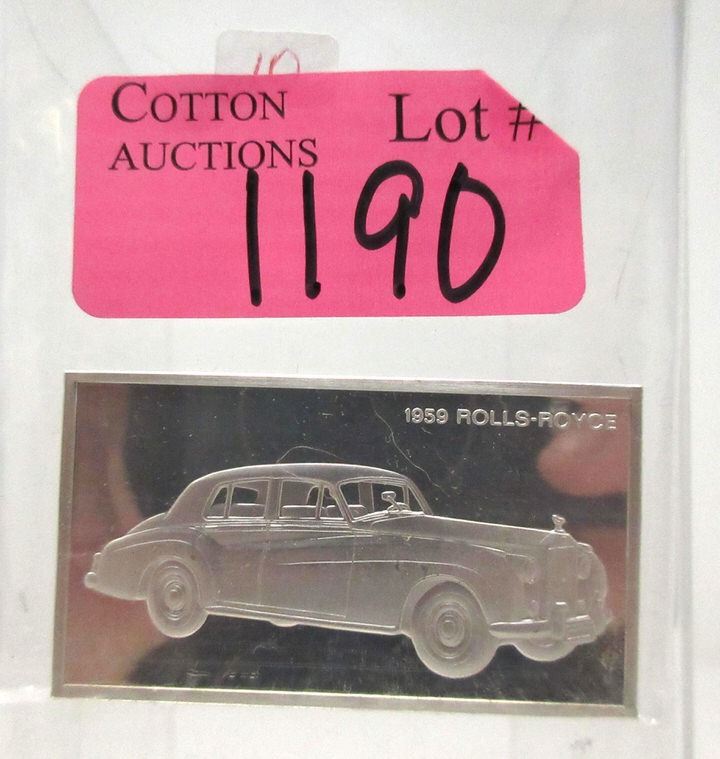 10
COTTON Lot #
AUCTIONS
1190
1959 ROLLS-ROYCE